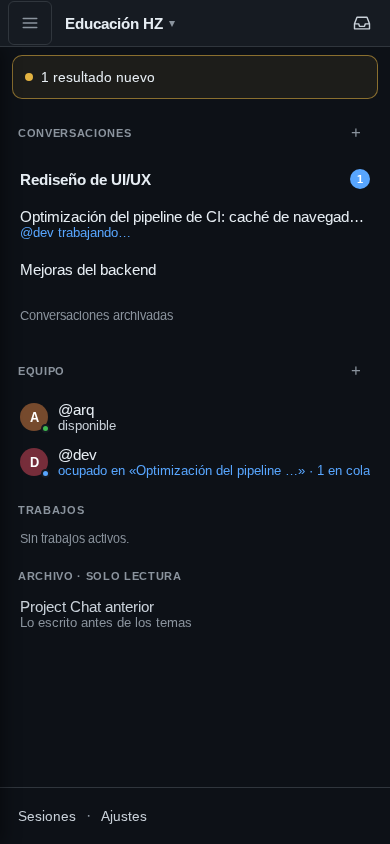 Educación HZ ▾
1 resultado nuevo
CONVERSACIONES +
Rediseño de UI/UX 1
Optimización del pipeline de CI: caché de navegad…
@dev trabajando…
Mejoras del backend
Conversaciones archivadas
EQUIPO +
A @arq
disponible
D @dev
ocupado en «Optimización del pipeline …» · 1 en cola
TRABAJOS
Sin trabajos activos.
ARCHIVO · SOLO LECTURA
Project Chat anterior
Lo escrito antes de los temas
Sesiones · Ajustes